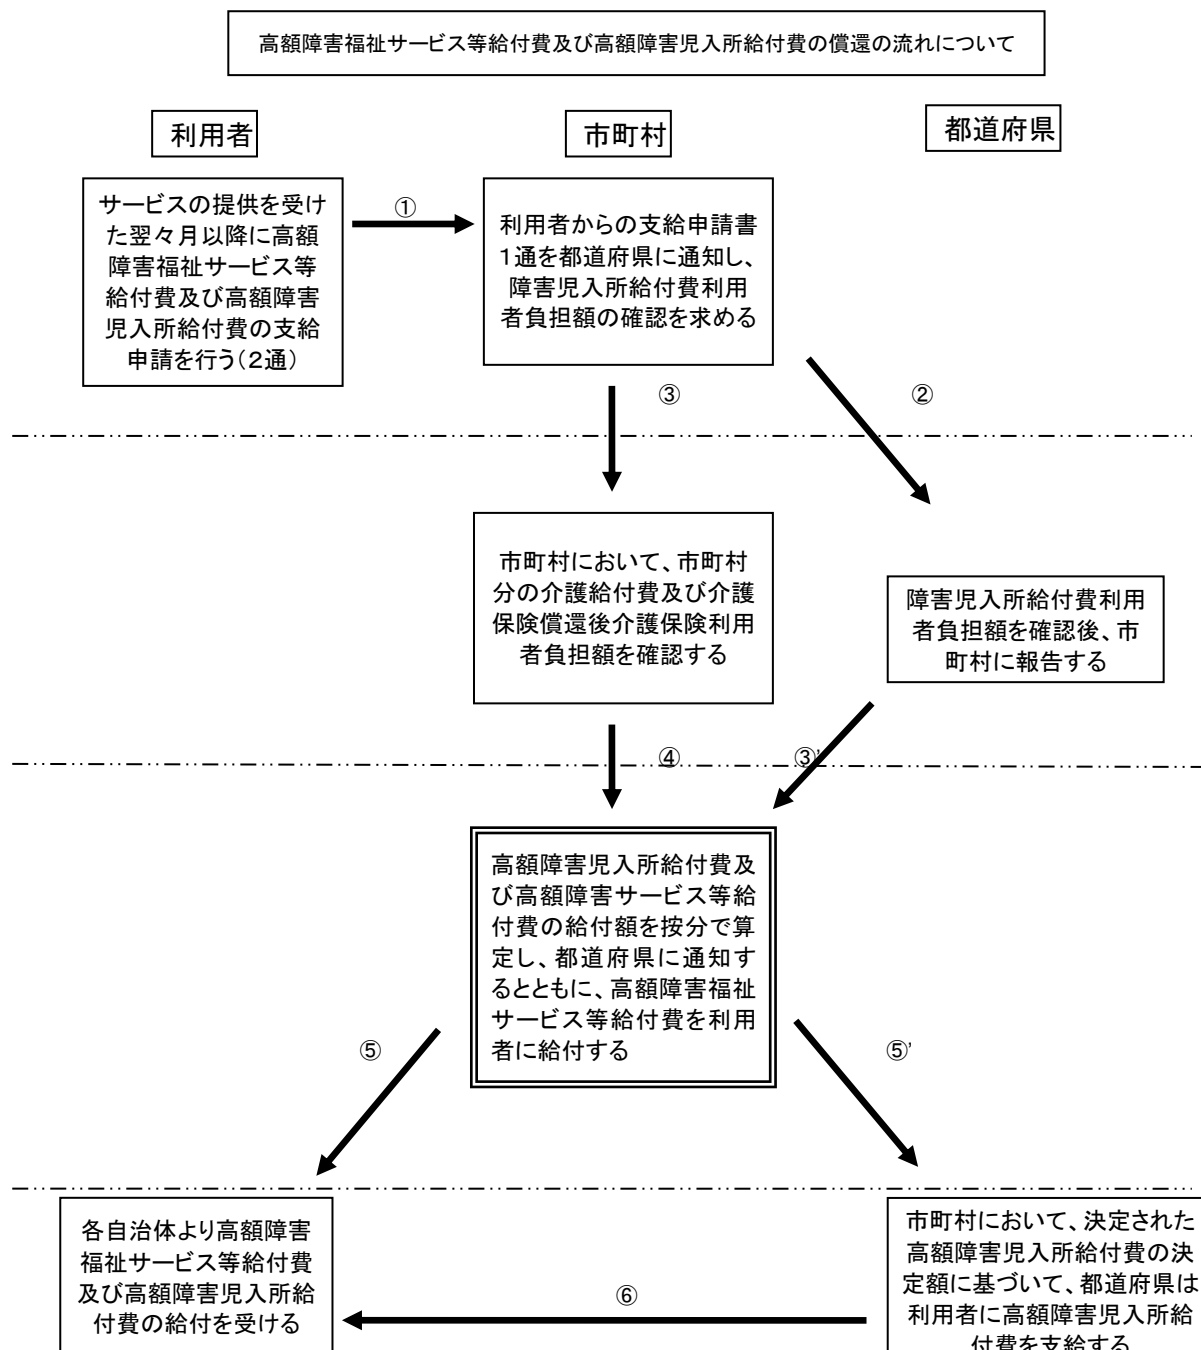 高額障害福祉サービス等給付費及び高額障害児入所給付費の償還の流れについて
利用者
市町村
都道府県
サービスの提供を受け
た翌々月以降に高額
障害福祉サービス等
給付費及び高額障害
児入所給付費の支給
申請を行う(2通)
①
利用者からの支給申請書
1通を都道府県に通知し、
障害児入所給付費利用
者負担額の確認を求める
③
②
市町村において、市町村
分の介護給付費及び介護
保険償還後介護保険利用
者負担額を確認する
障害児入所給付費利用
者負担額を確認後、市
町村に報告する
④
③'
高額障害児入所給付費及
び高額障害サービス等給
付費の給付額を按分で算
定し、都道府県に通知す
るとともに、高額障害福祉
サービス等給付費を利用
者に給付する
⑤
⑤'
各自治体より高額障害
福祉サービス等給付費
及び高額障害児入所給
付費の給付を受ける
⑥
市町村において、決定された
高額障害児入所給付費の決
定額に基づいて、都道府県は
利用者に高額障害児入所給
付費を支給する